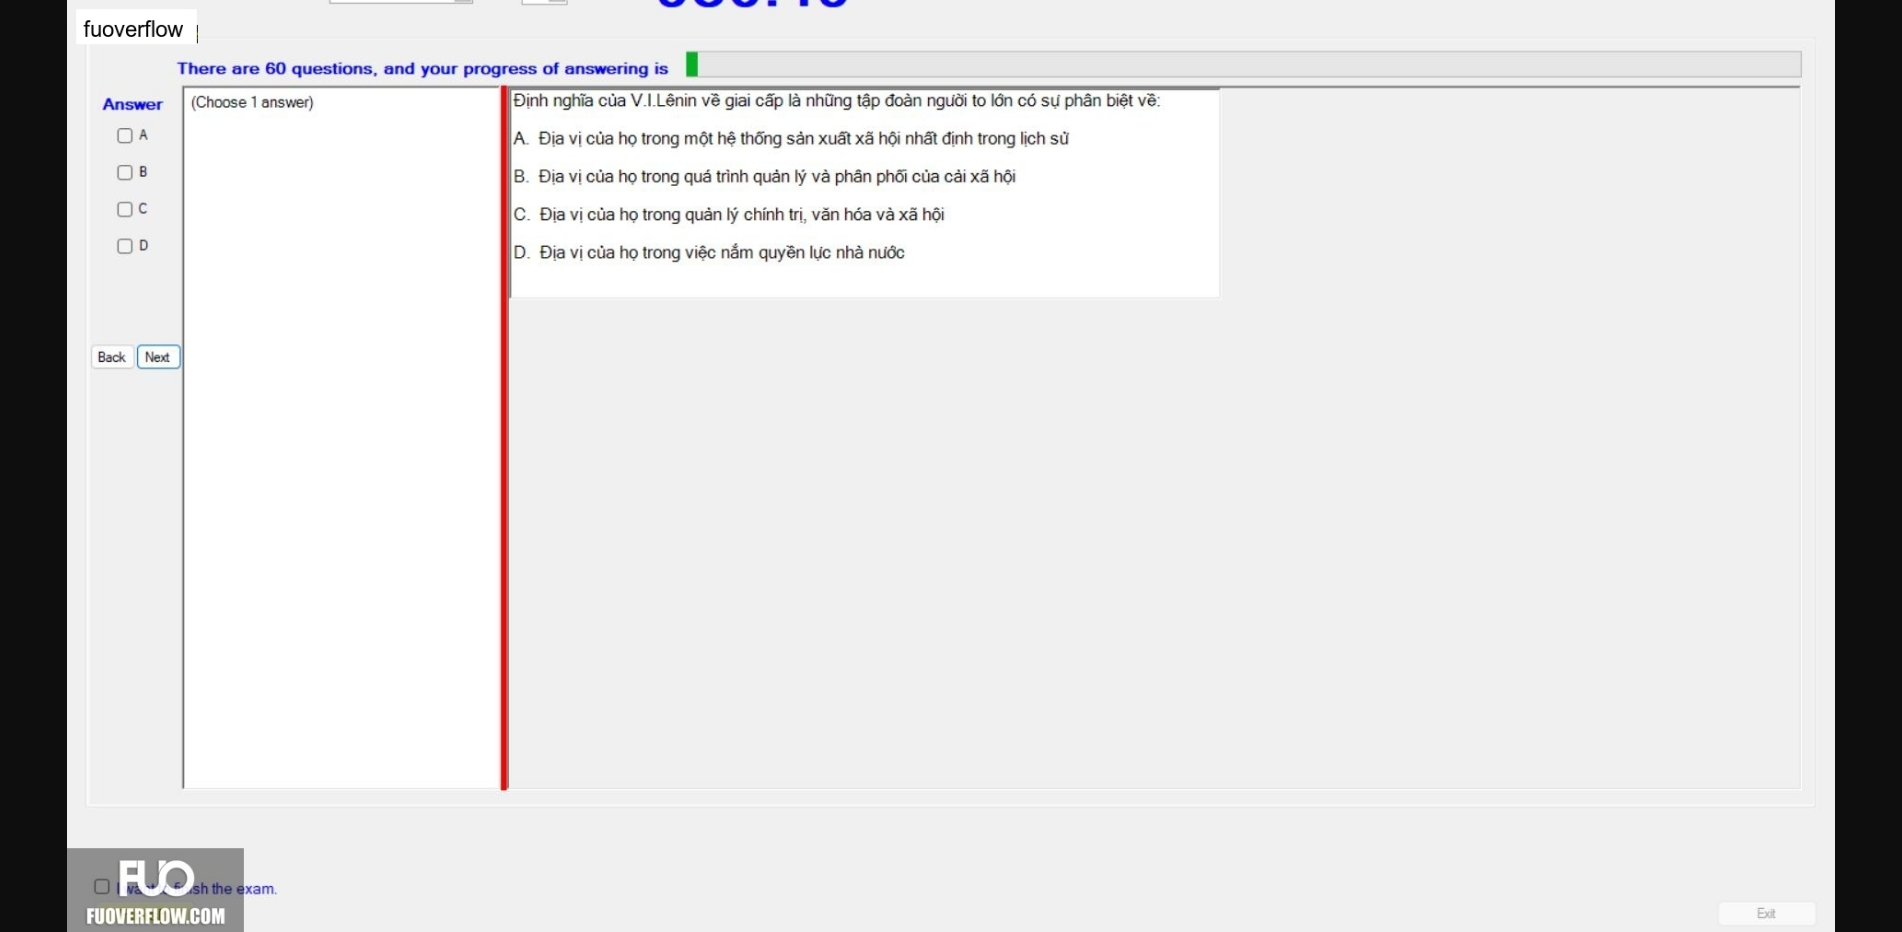 fuoverflow
There are 60 questions, and your progress of answering is
Answer
(Choose 1 answer)
A
B
C
D
Back
Next
Định nghĩa của V.I.Lênin về giai cấp là những tập đoàn người to lớn có sự phân biệt về:
A. Địa vị của họ trong một hệ thống sản xuất xã hội nhất định trong lịch sử
B. Địa vị của họ trong quá trình quản lý và phân phối của cải xã hội
C. Địa vị của họ trong quản lý chính trị, văn hóa và xã hội
D. Địa vị của họ trong việc nắm quyền lực nhà nước
FUO
the exam.
FUOVERFLOW.COM
Exit